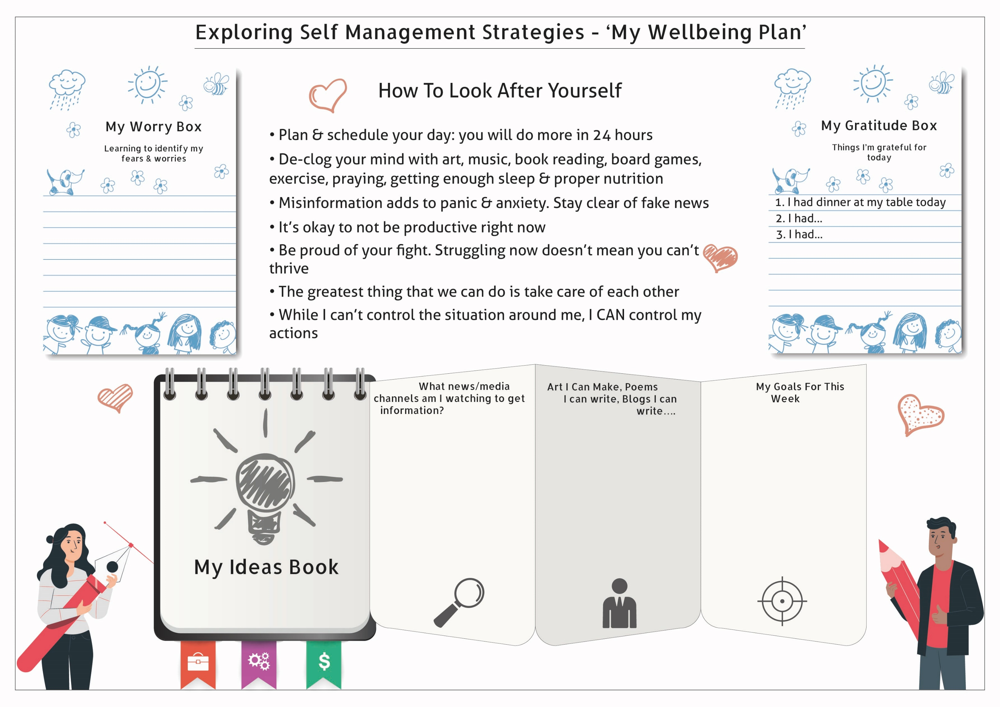 Exploring Self Management Strategies - ‘My Wellbeing Plan’
My Worry Box
Learning to identify my
fears & worries
How To Look After Yourself
• Plan & schedule your day: you will do more in 24 hours
• De-clog your mind with art, music, book reading, board games,
exercise, praying, getting enough sleep & proper nutrition
• Misinformation adds to panic & anxiety. Stay clear of fake news
• It’s okay to not be productive right now
• Be proud of your fight. Struggling now doesn’t mean you can’t
thrive
• The greatest thing that we can do is take care of each other
• While I can’t control the situation around me, I CAN control my
actions
My Gratitude Box
Things I’m grateful for
today
1. I had dinner at my table today
2. I had...
3. I had...
My Ideas Book
$
What news/media
channels am I watching to get
information?
Art I Can Make, Poems
I can write, Blogs I can
write....
My Goals For This
Week